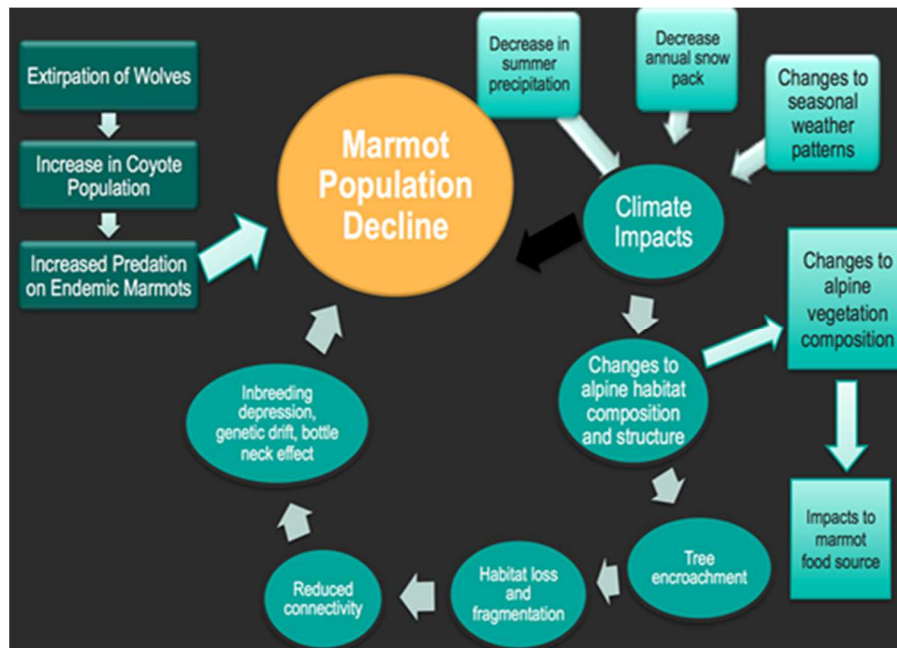 Extirpation of Wolves
Increase in Coyote
Population
Increased Predation
on Endemic Marmots
Marmot
Population
Decline
Decrease in
summer
precipitation
Decrease
annual snow
pack
Changes to
seasonal
weather
patterns
Climate
Impacts
Changes to
alpine
vegetation
composition
Changes to
alpine habitat
composition
and structure
Impacts to
marmot
food source
Tree
encroachment
Habitat loss
and
fragmentation
Reduced
connectivity
Inbreeding
depression,
genetic drift, bottle
neck effect